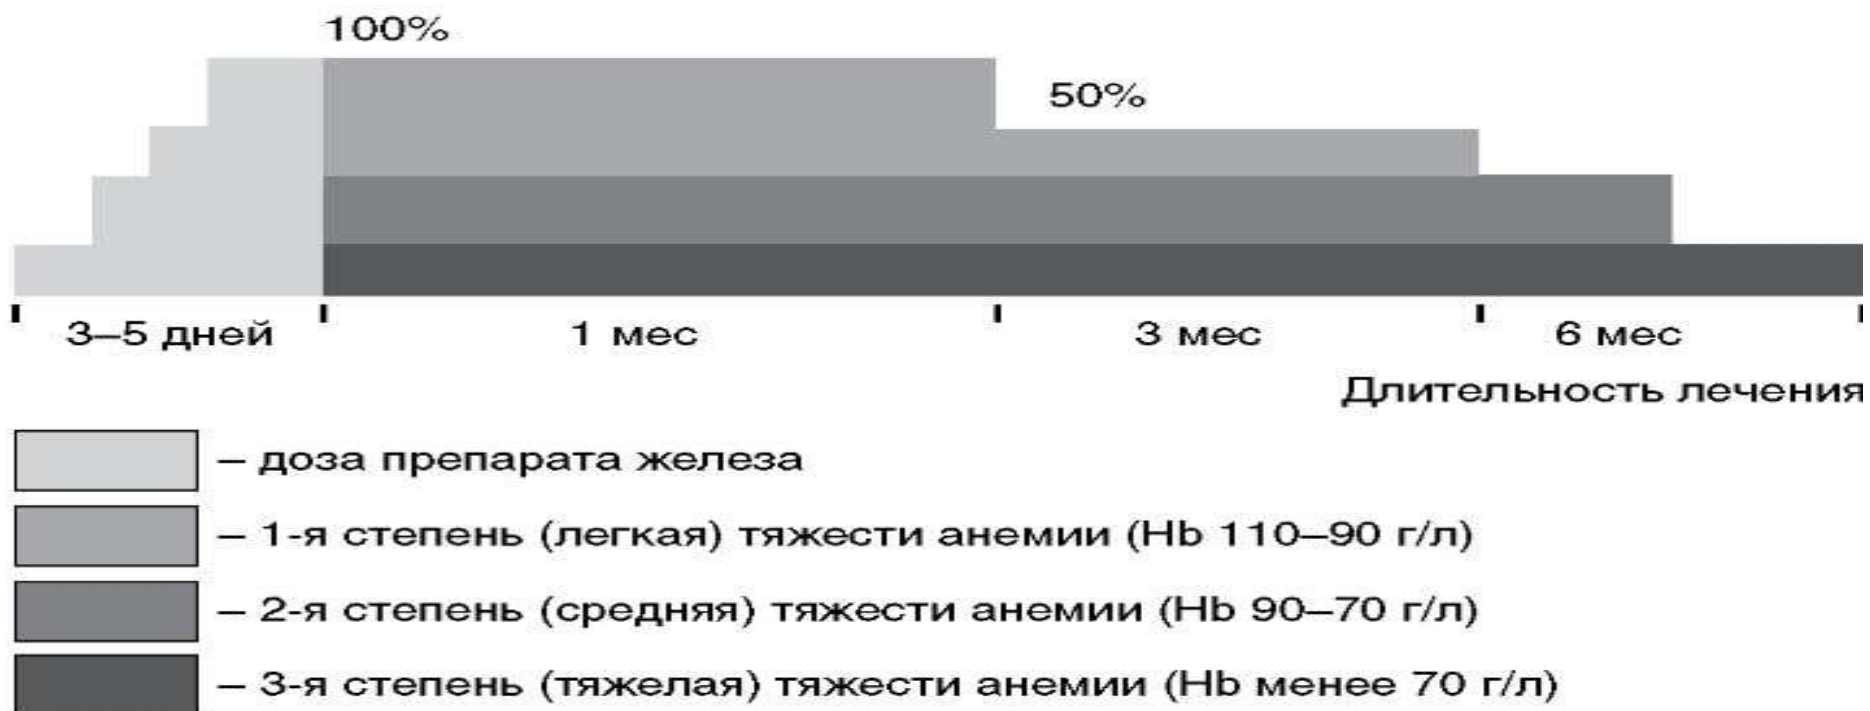 100%
50%
3–5 дней
1 мес
3 мес
6 мес
Длительность лечения
– доза препарата железа
– 1-я степень (легкая) тяжести анемии (Hb 110–90 г/л)
– 2-я степень (средняя) тяжести анемии (Hb 90–70 г/л)
– 3-я степень (тяжелая) тяжести анемии (Hb менее 70 г/л)